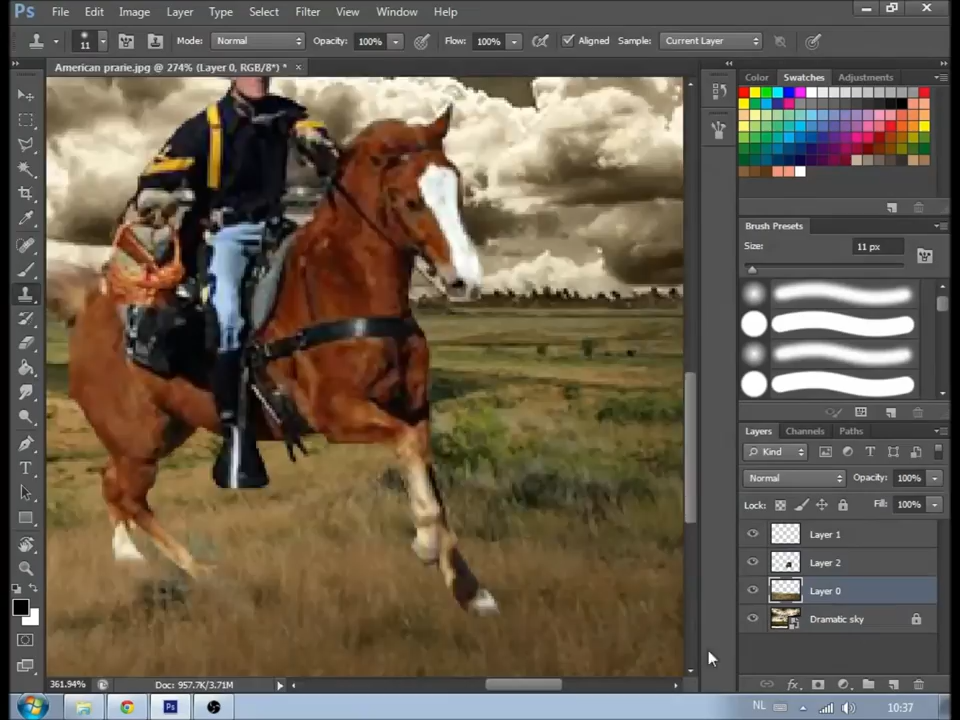 Ps File Edit Image Layer Type Select Filter View Window Help
11 Mode: Normal Opacity: 100% Flow: 100% Aligned Sample: Current Layer
American prarie.jpg @ 274% (Layer 0, RGB/8*) * ×
Color Swatches Adjustments
Brush Presets
Size: 11 px
Layers Channels Paths
Kind
Normal Opacity: 100%
Lock: Fill: 100%
Layer 1
Layer 2
Layer 0
Dramatic sky
361.94% Doc: 957.7K/3.71M
Ps NL 10:37